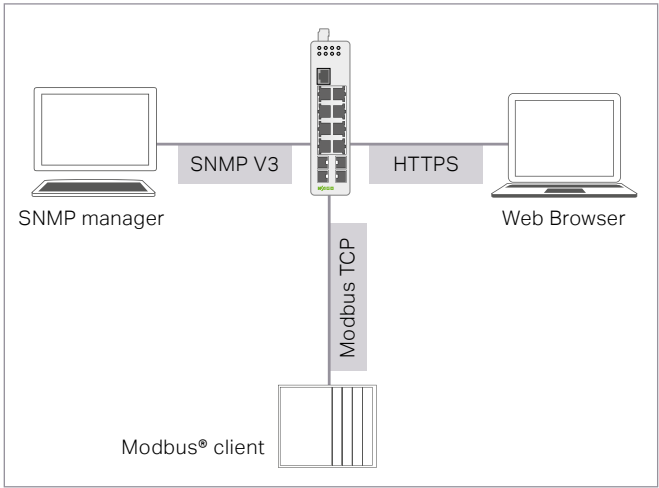 SNMP V3
HTTPS
SNMP manager
Web Browser
Modbus TCP
Modbus® client